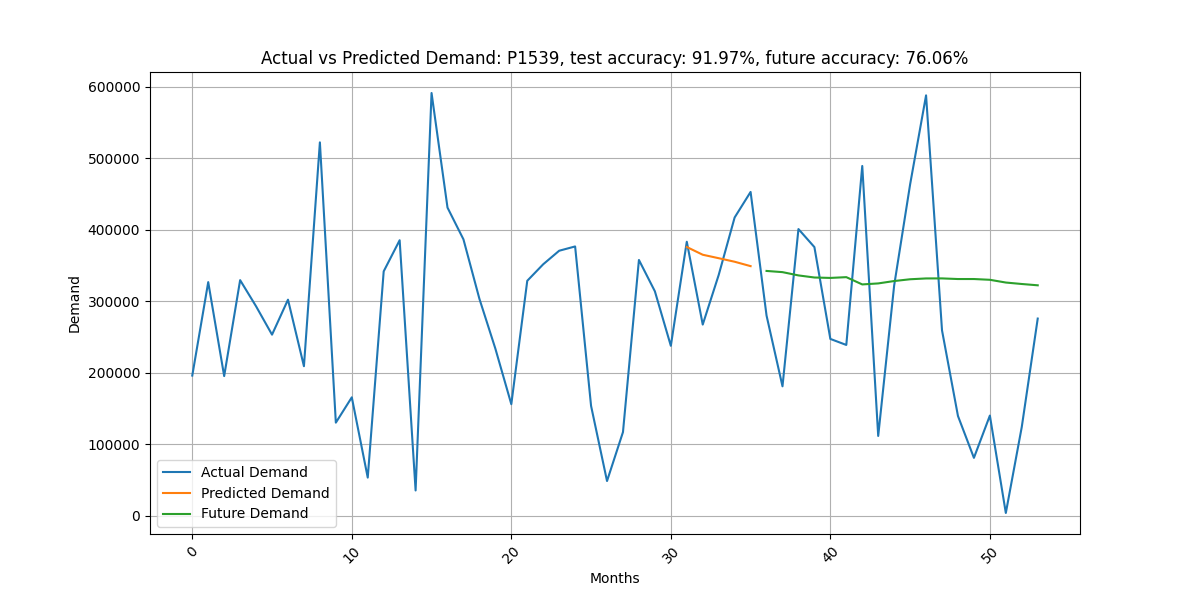 Actual vs Predicted Demand: P1539, test accuracy: 91.97%, future accuracy: 76.06%
600000
500000
400000
300000
200000
100000
0
Demand
Actual Demand
Predicted Demand
Future Demand
0
10
20
30
40
50
Months